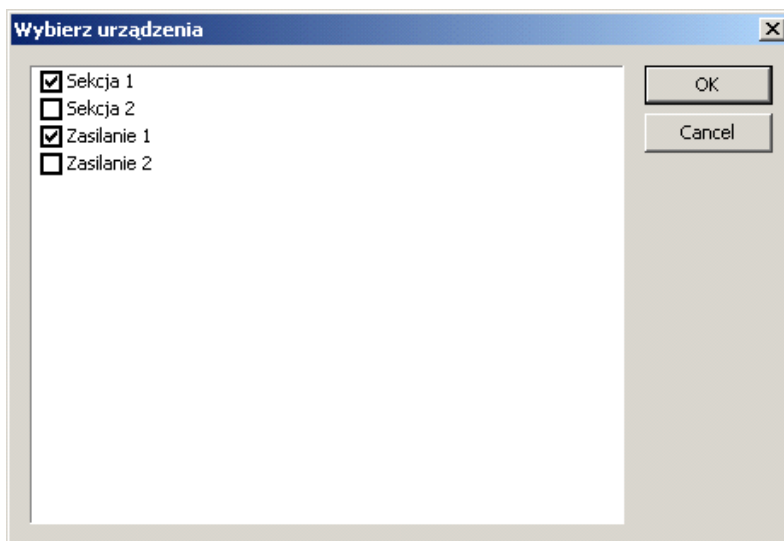 Wybierz urządzenia
Sekcja 1
Sekcja 2
Zasilanie 1
Zasilanie 2
OK
Cancel